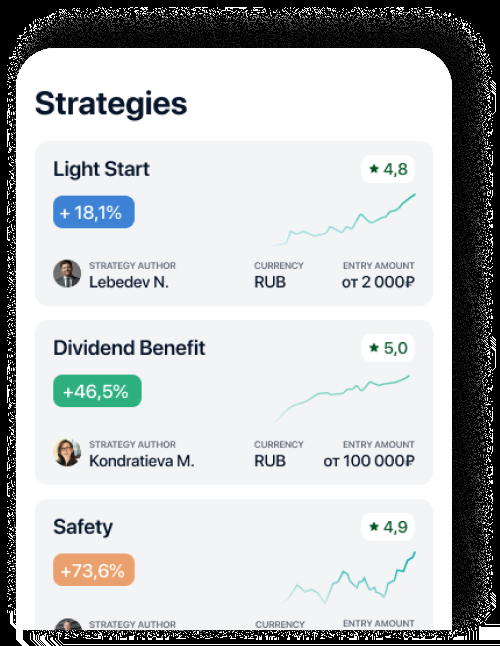 Strategies
Light Start
★ 4,8
+ 18,1%
STRATEGY AUTHOR
Lebedev N.
CURRENCY
RUB
ENTRY AMOUNT
от 2 000₽
Dividend Benefit
★ 5,0
+46,5%
STRATEGY AUTHOR
Kondratieva M.
CURRENCY
RUB
ENTRY AMOUNT
от 100 000₽
Safety
★ 4,9
+73,6%
STRATEGY AUTHOR
CURRENCY
ENTRY AMOUNT